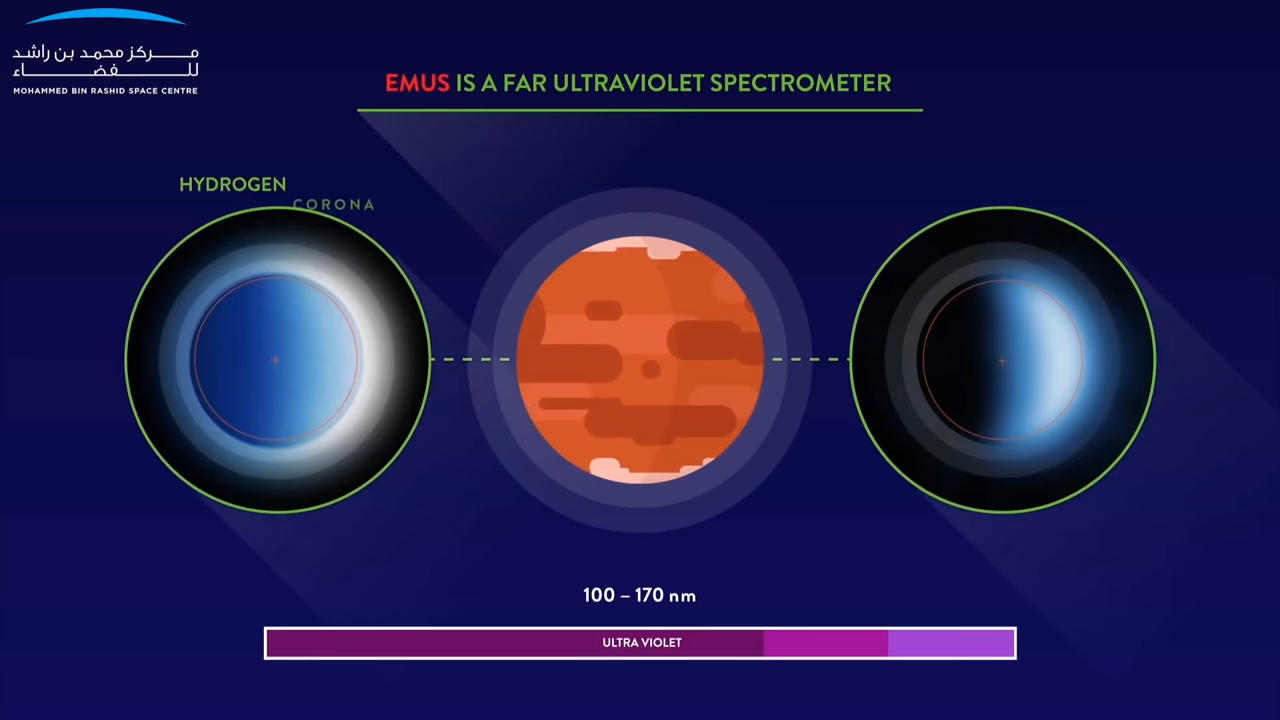 مركز محمد بن راشد
للفضاء
MOHAMMED BIN RASHID SPACE CENTRE
EMUS IS A FAR ULTRAVIOLET SPECTROMETER
HYDROGEN
CORONA
100 – 170 nm
ULTRA VIOLET